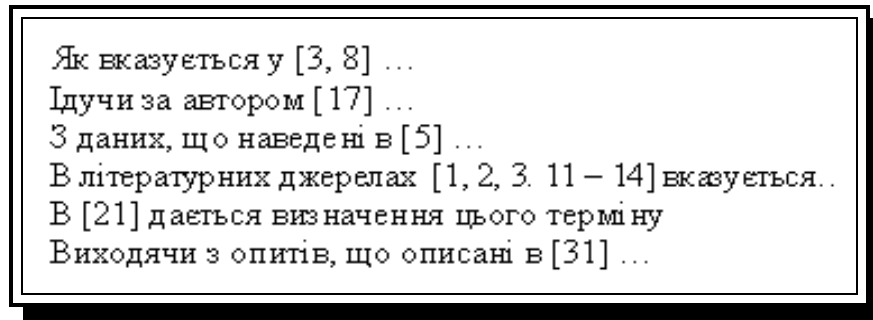 Як вказується у [3, 8] …
Ідучи за автором [17] …
З даних, що наведені в [5] …
В літературних джерелах [1, 2, 3. 11 – 14] вказується..
В [21] дається визначення цього терміну
Виходячи з опитів, що описані в [31] …